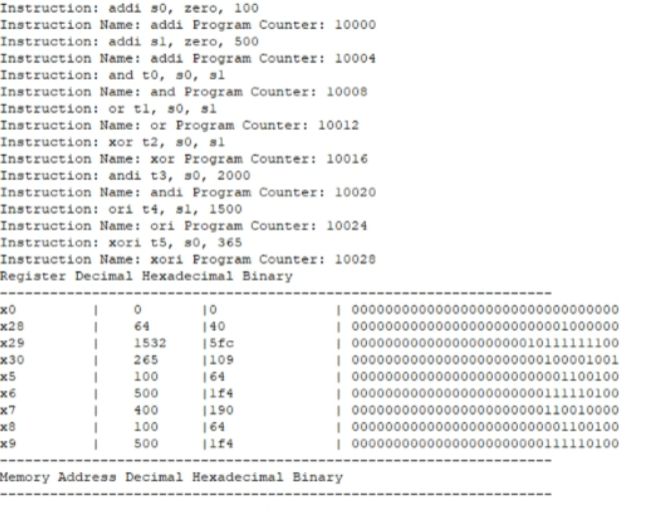 Instruction: addi s0, zero, 100
Instruction Name: addi Program Counter: 10000
Instruction: addi s1, zero, 500
Instruction Name: addi Program Counter: 10004
Instruction: and t0, s0, s1
Instruction Name: and Program Counter: 10008
Instruction: or t1, s0, s1
Instruction Name: or Program Counter: 10012
Instruction: xor t2, s0, s1
Instruction Name: xor Program Counter: 10016
Instruction: andi t3, s0, 2000
Instruction Name: andi Program Counter: 10020
Instruction: ori t4, s1, 1500
Instruction Name: ori Program Counter: 10024
Instruction: xori t5, s0, 365
Instruction Name: xori Program Counter: 10028
Register Decimal Hexadecimal Binary
x0 | 0 |0 | 00000000000000000000000000000000
x28 | 64 |40 | 00000000000000000000000001000000
x29 | 1532 |5fc | 00000000000000000000010111111100
x30 | 265 |109 | 00000000000000000000000100001001
x5 | 100 |64 | 00000000000000000000000001100100
x6 | 500 |1f4 | 00000000000000000000000111110100
x7 | 400 |190 | 00000000000000000000000110010000
x8 | 100 |64 | 00000000000000000000000001100100
x9 | 500 |1f4 | 00000000000000000000000111110100
Memory Address Decimal Hexadecimal Binary